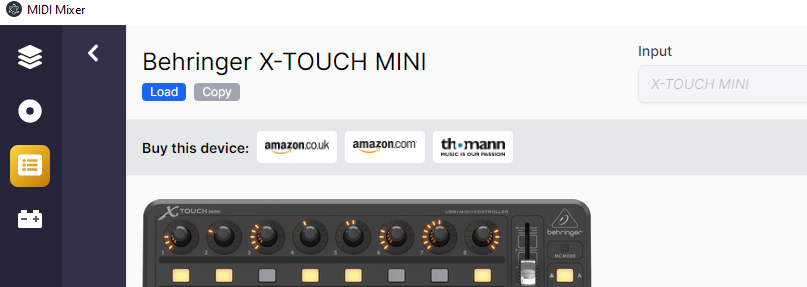 MIDI Mixer
Behringer X-TOUCH MINI
Input
Load Copy
X-TOUCH MINI
Buy this device: amazon.co.uk amazon.com th•mann
MUSIC IS OUR PASSION
X TOUCH MINI USB•MIDI•CONTROLLER
behringer
1 2 3 4 5 6 7 8
MC MODE
A A